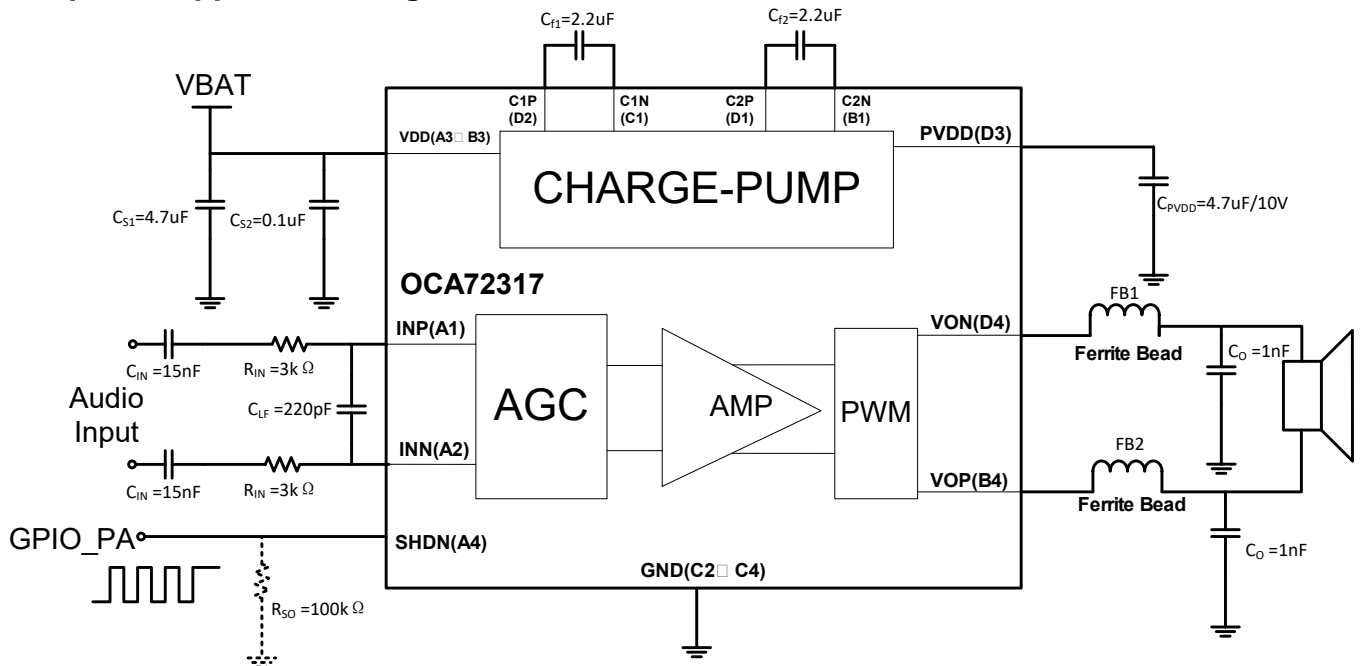 Cf1=2.2uF
Cf2=2.2uF
VBAT
C1P
(D2)
C1N
(C1)
C2P
(D1)
C2N
(B1)
VDD(A3□ B3)
PVDD(D3)
CHARGE-PUMP
CS1=4.7uF
CS2=0.1uF
CPVDD=4.7uF/10V
OCA72317
FB1
INP(A1)
VON(D4)
Ferrite Bead
CO =1nF
CIN =15nF
RIN =3k Ω
Audio
Input
CLF =220pF
AGC
AMP
PWM
INN(A2)
FB2
VOP(B4)
CIN =15nF
RIN =3k Ω
Ferrite Bead
GPIO_PA
SHDN(A4)
CO =1nF
GND(C2□ C4)
RSO =100k Ω